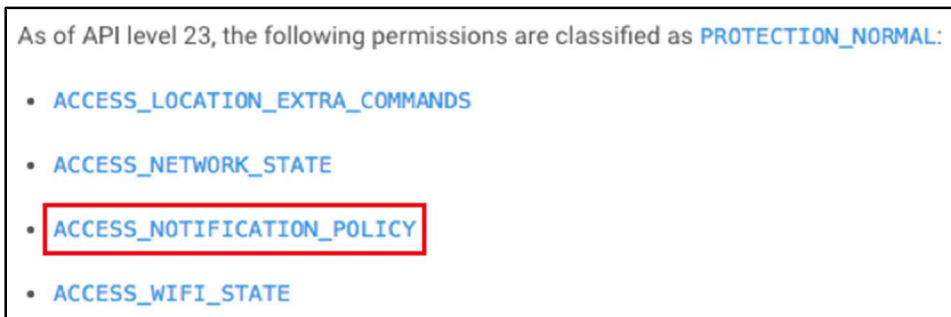 As of API level 23, the following permissions are classified as PROTECTION_NORMAL:
• ACCESS_LOCATION_EXTRA_COMMANDS
• ACCESS_NETWORK_STATE
• ACCESS_NOTIFICATION_POLICY
• ACCESS_WIFI_STATE